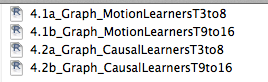 4.1a_Graph_MotionLearnersT3to8
4.1b_Graph_MotionLearnersT9to16
4.2a_Graph_CausalLearnersT3to8
4.2b_Graph_CausalLearnersT9to16